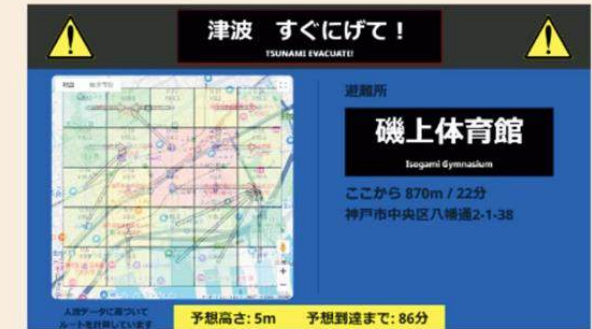 津波 すぐにげて!
TSUNAMI EVACUATE!
避難所
磯上体育館
Isogami Gymnasium
ここから 870m / 22分
神戸市中央区八幡通2-1-38
人流データに基づいて
ルートを計測しています
予想高さ: 5m 予想到達まで: 86分